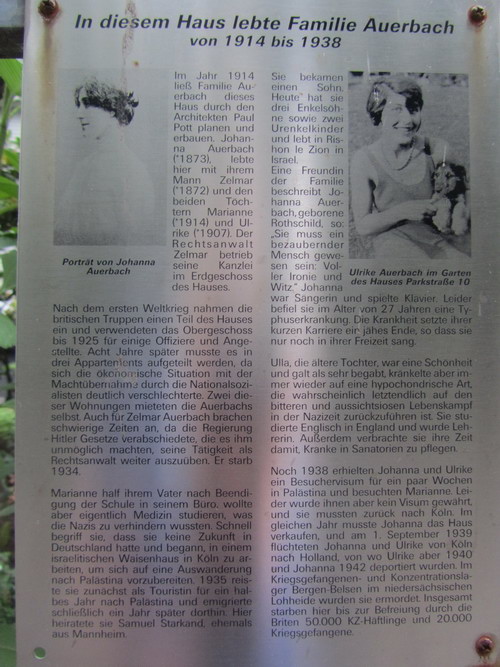 In diesem Haus lebte Familie Auerbach
von 1914 bis 1938
Im Jahr 1914
ließ Familie Au-
erbach dieses
Haus durch den
Architekten Paul
Pott planen und
erbauen. Johan-
na Auerbach
(*1873), lebte
hier mit ihrem
Mann Zelmar
(*1872) und den
beiden Töch-
tern Marianne
(*1914) und Ul-
rike (*1907). Der
Rechtsanwalt
Zelmar betrieb
seine Kanzlei
im Erdgeschoss
des Hauses.
Porträt von Johanna
Auerbach
Nach dem ersten Weltkrieg nahmen die
britischen Truppen einen Teil des Hauses
ein und verwendeten das Obergeschoss
bis 1925 für einige Offiziere und Ange-
stellte. Acht Jahre später musste es in
drei Appartements aufgeteilt werden, da
sich die ökonomische Situation mit der
Machtübernahme durch die Nationalsozi-
alisten deutlich verschlechterte. Zwei die-
ser Wohnungen mieteten die Auerbachs
selbst. Auch für Zelmar Auerbach brachen
schwierige Zeiten an, da die Regierung
Hitler Gesetze verabschiedete, die es ihm
unmöglich machten, seine Tätigkeit als
Rechtsanwalt weiter auszuüben. Er starb
1934.
Marianne half ihrem Vater nach Beendi-
gung der Schule in seinem Büro, wollte
aber eigentlich Medizin studieren, was
die Nazis zu verhindern wussten. Schnell
begriff sie, dass sie keine Zukunft in
Deutschland hatte und begann, in einem
israelitischen Waisenhaus in Köln zu ar-
beiten, um sich auf eine Auswanderung
nach Palästina vorzubereiten. 1935 reis-
te sie zunächst als Touristin für ein hal-
bes Jahr nach Palästina und emigrierte
schließlich ein Jahr später dorthin. Hier
heiratete sie Samuel Starkand, ehemals
aus Mannheim.
Sie bekamen
einen Sohn.
Heute hat sie
drei Enkelsöh-
ne sowie zwei
Urenkelkinder
und lebt in Ris-
hon le Zion in
Israel.
Eine Freundin
der Familie
beschreibt Jo-
hanna Auer-
bach, geborene
Rothschild, so:
„Sie muss ein
bezaubernder
Mensch gewe-
sen sein: Vol-
ler Ironie und
Witz.“ Johanna
Ulrike Auerbach im Garten
des Hauses Parkstraße 10
war Sängerin und spielte Klavier. Leider
befiel sie im Alter von 27 Jahren eine Ty-
phuserkrankung. Die Krankheit setzte ihrer
kurzen Karriere ein jähes Ende, so dass sie
nur noch in ihrer Freizeit sang.
Ulla, die ältere Tochter, war eine Schönheit
und galt als sehr begabt, kränkelte aber im-
mer wieder auf eine hypochondrische Art,
die wahrscheinlich letztendlich auf den
bitteren und aussichtslosen Lebenskampf
in der Nazizeit zurückzuführen ist. Sie stu-
dierte Englisch in England und wurde Leh-
rerin. Außerdem verbrachte sie ihre Zeit
damit, Kranke in Sanatorien zu pflegen.
Noch 1938 erhielten Johanna und Ulrike
ein Besuchervisum für ein paar Wochen
in Palästina und besuchten Marianne. Lei-
der wurde ihnen aber kein Visum gewährt,
und sie mussten zurück nach Köln. Im
gleichen Jahr musste Johanna das Haus
verkaufen, und am 1. September 1939
flüchteten Johanna und Ulrike von Köln
nach Holland, von wo Ulrike aber 1940
und Johanna 1942 deportiert wurden. Im
Kriegsgefangenen- und Konzentrationsla-
ger Bergen-Belsen im niedersächsischen
Lohheide wurden sie ermordet. Insgesamt
starben hier bis zur Befreiung durch die
Briten 50.000 KZ-Häftlinge und 20.000
Kriegsgefangene.